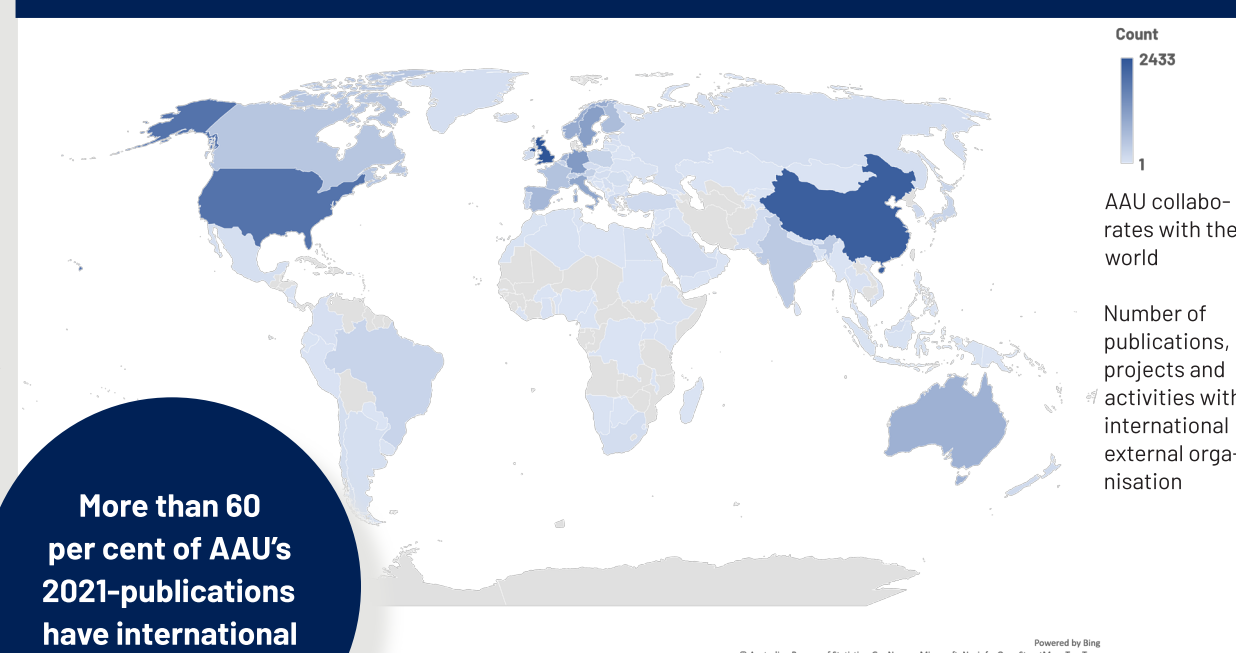 Count
2433
1
AAU collabo-
rates with the
world
Number of
publications,
projects and
activities with
international
external orga-
nisation
More than 60
per cent of AAU's
2021-publications
have international
Powered by Bing